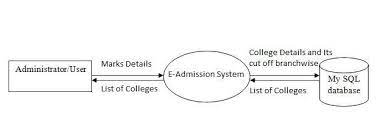 College Details and Its
cut off branchwise
Marks Details
Administrator/User
E-Admission System
My SQL
database
List of Colleges
List of Colleges